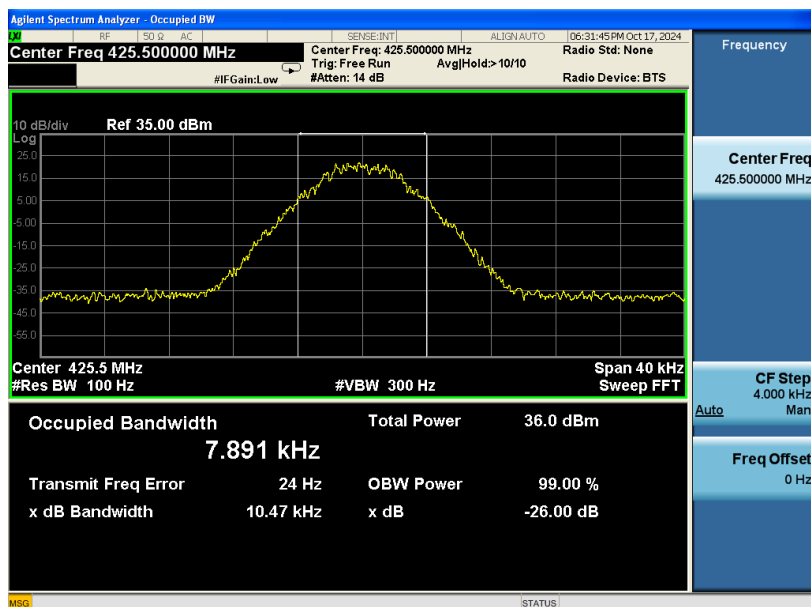 Agilent Spectrum Analyzer - Occupied BW
LXI RF 50 Ω AC SENSE:INT ALIGN AUTO 06:31:45 PM Oct 17, 2024
Center Freq 425.500000 MHz
Center Freq: 425.500000 MHz Radio Std: None
Trig: Free Run Avg|Hold:>10/10
#IFGain:Low #Atten: 14 dB Radio Device: BTS
Frequency
10 dB/div Ref 35.00 dBm
Log
25.0
15.0
5.00
-5.00
-15.0
-25.0
-35.0
-45.0
-55.0
Center 425.5 MHz Span 40 kHz
#Res BW 100 Hz #VBW 300 Hz Sweep FFT
Occupied Bandwidth Total Power 36.0 dBm
7.891 kHz
Transmit Freq Error 24 Hz OBW Power 99.00 %
x dB Bandwidth 10.47 kHz x dB -26.00 dB
Center Freq
425.500000 MHz
CF Step
4.000 kHz
Auto Man
Freq Offset
0 Hz
MSG STATUS